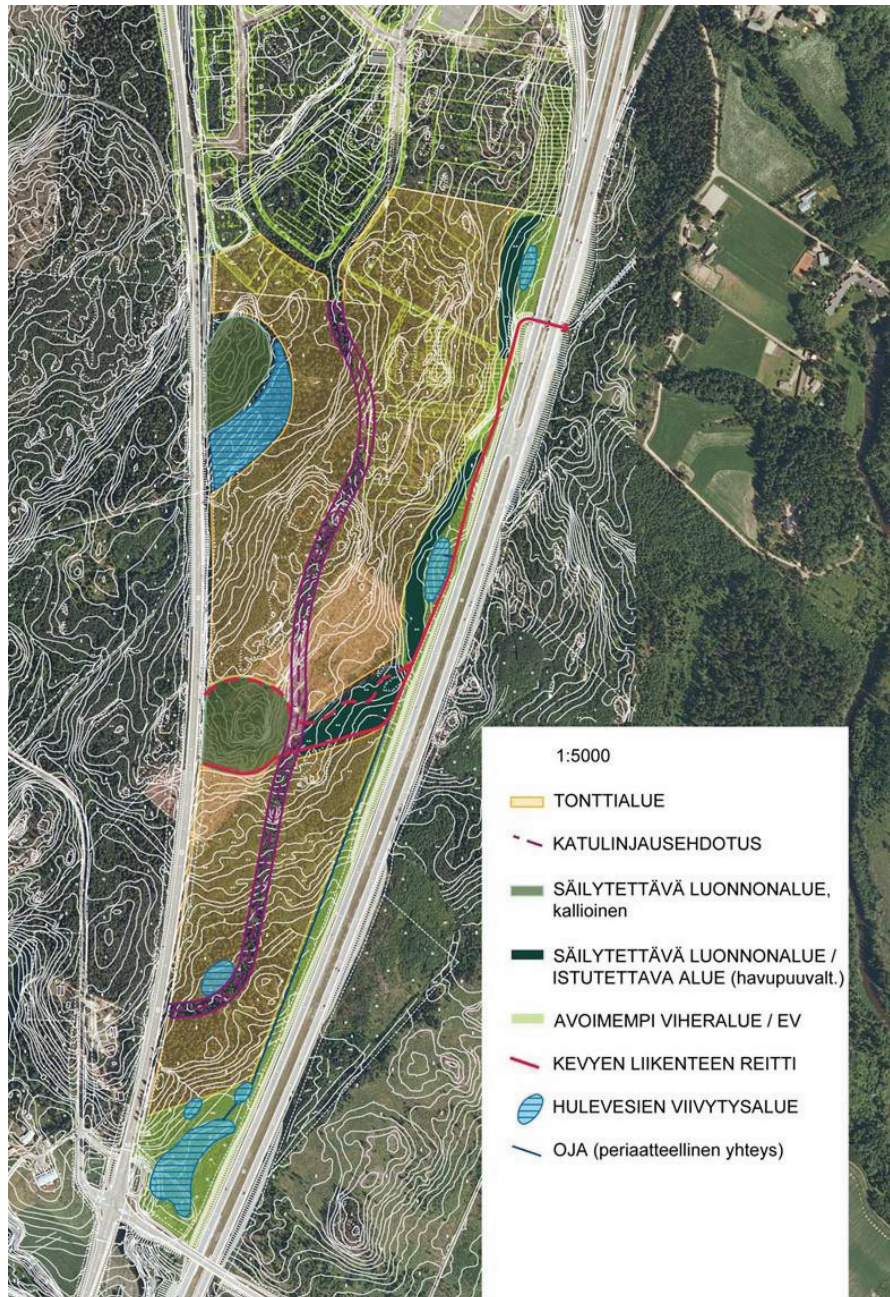 1:5000
TONTTIALUE
KATULINJAUSEHDOTUS
SÄILYTETTÄVÄ LUONNONALUE,
kallioinen
SÄILYTETTÄVÄ LUONNONALUE /
ISTUTETTAVA ALUE (havupuuvalt.)
AVOIMEMPI VIHERALUE / EV
KEVYEN LIIKENTEEN REITTI
HULEVESIEN VIIVYTYSALUE
OJA (periaatteellinen yhteys)